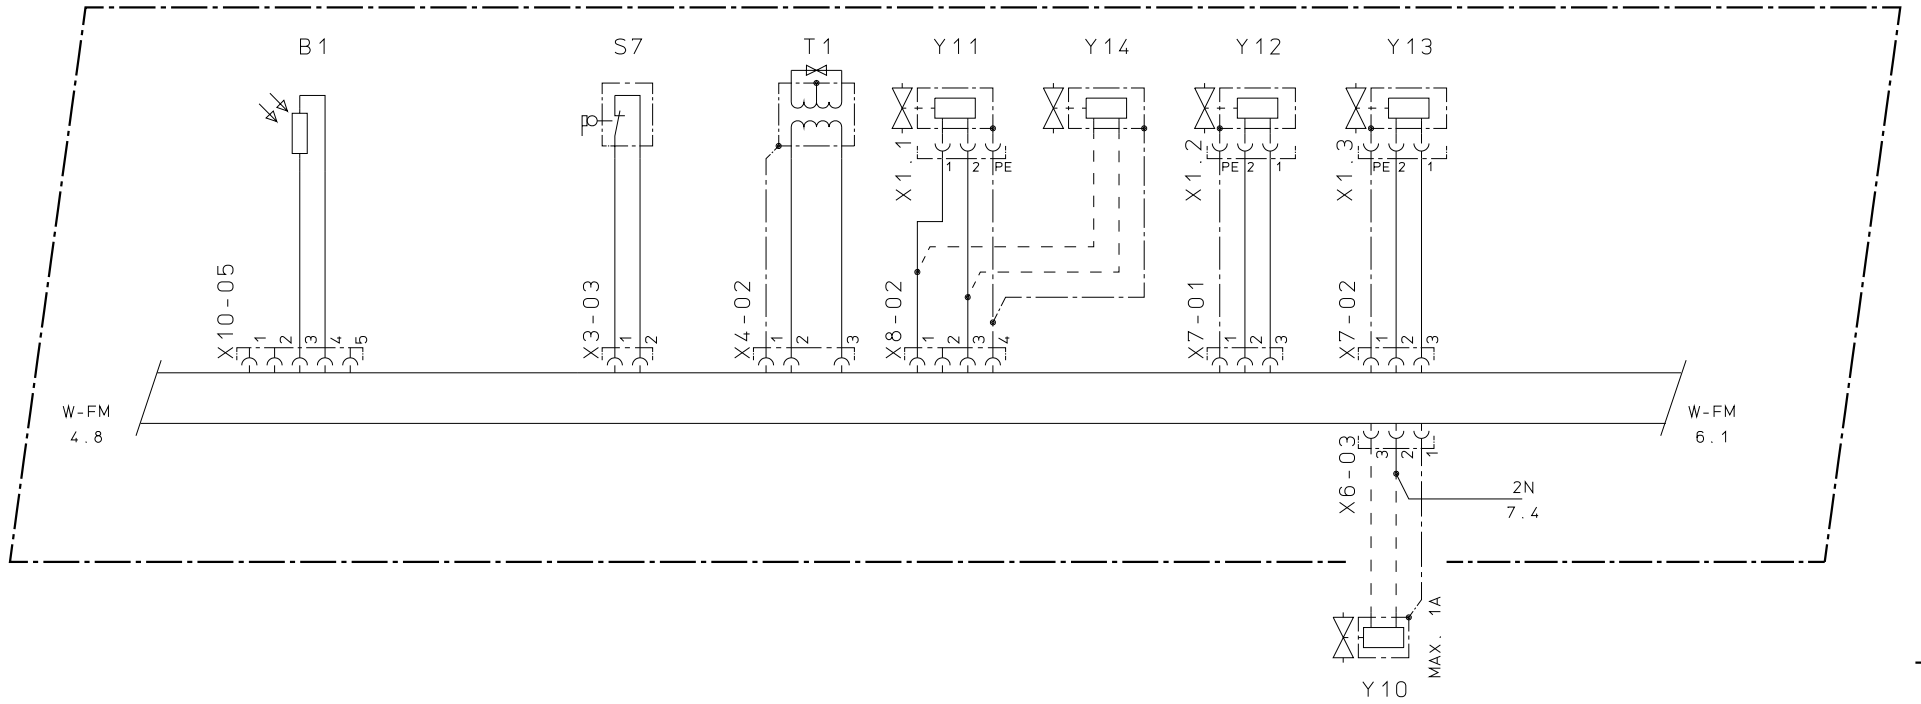 B1 S7 T1 Y11 Y14 Y12 Y13
X1.1 X1.2 X1.3
1 2 PE PE 2 1 PE 2 1
X10-05 X3-03 X4-02 X8-02 X7-01 X7-02
1 2 3 4 5 1 2 1 2 3 1 2 3 4 1 2 3 1 2 3
W-FM W-FM
4.8 6.1
X6-03
3 2 1
2N
7.4
MAX. 1A
Y10